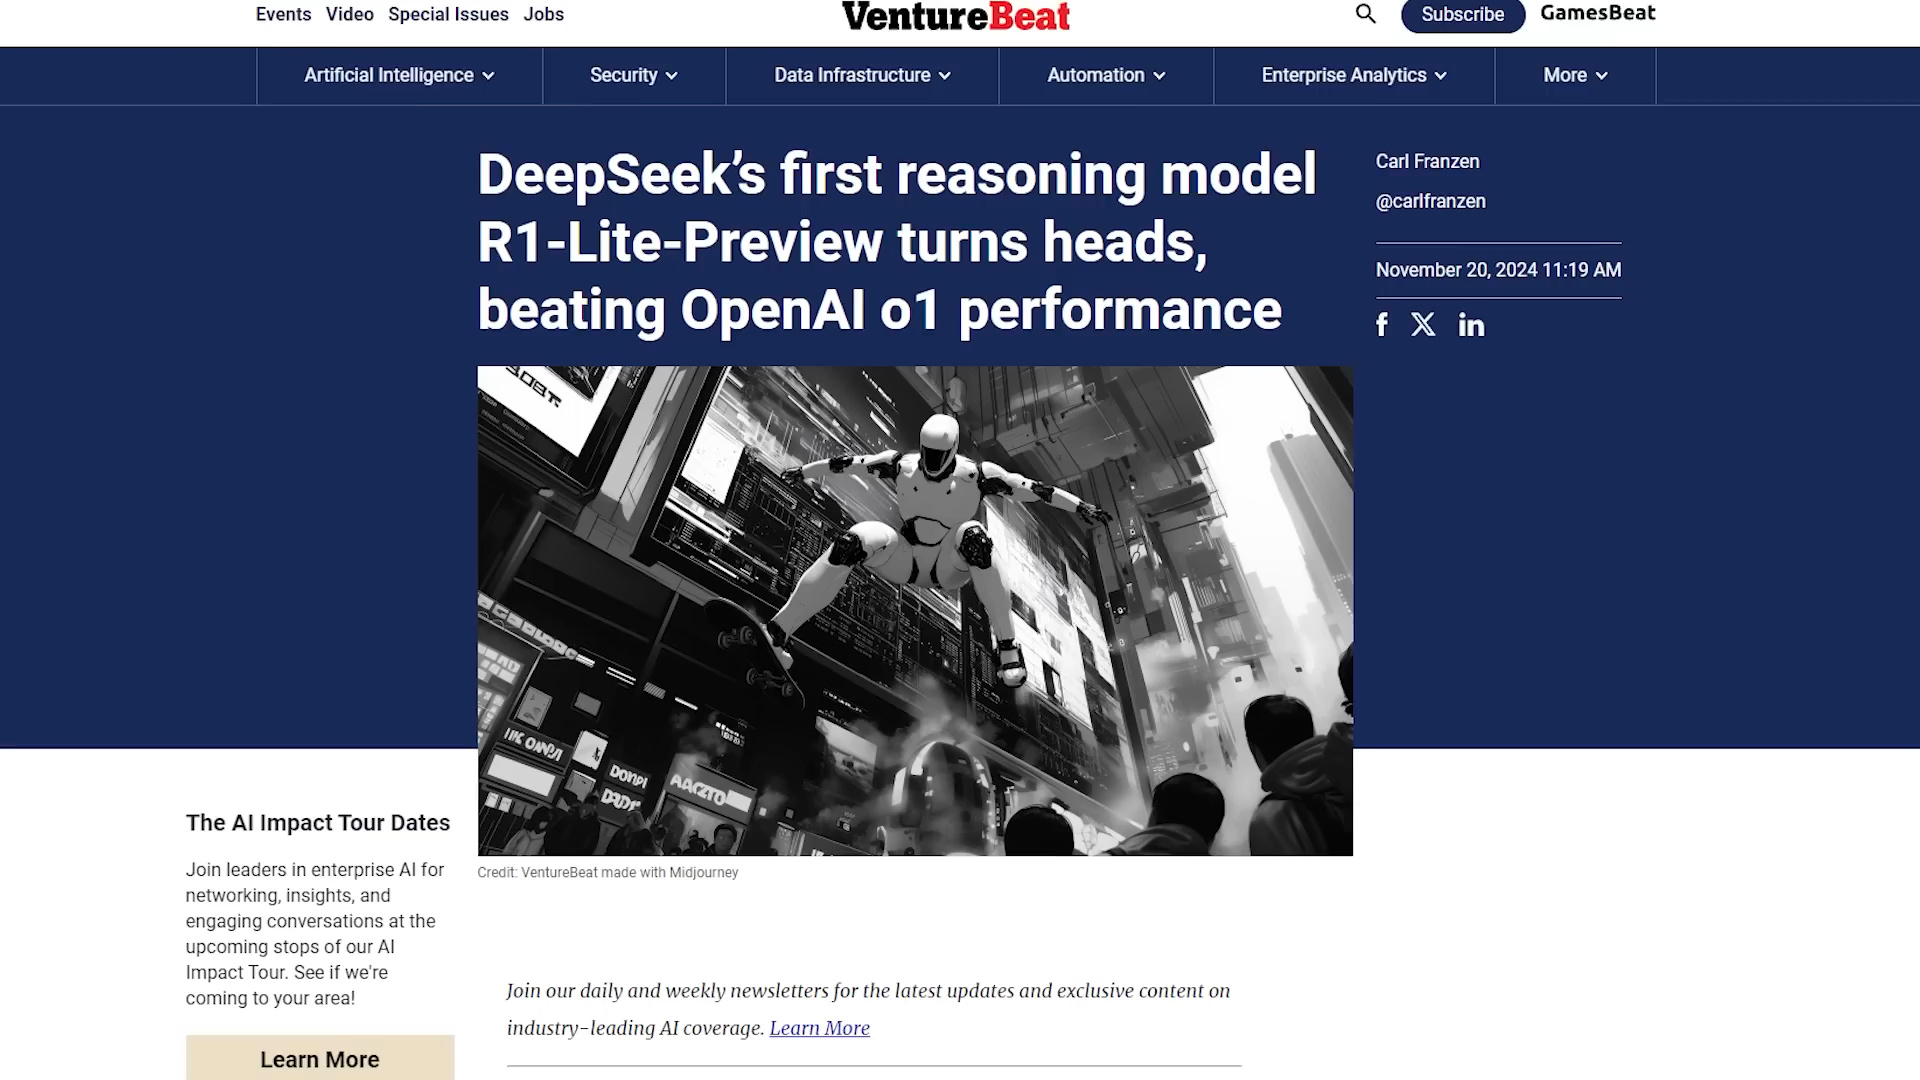 Events Video Special Issues Jobs
VentureBeat
Subscribe
GamesBeat
Artificial Intelligence
Security
Data Infrastructure
Automation
Enterprise Analytics
More
DeepSeek’s first reasoning model
R1-Lite-Preview turns heads,
beating OpenAI o1 performance
Carl Franzen
@carlfranzen
November 20, 2024 11:19 AM
AACZTO
Credit: VentureBeat made with Midjourney
The AI Impact Tour Dates
Join leaders in enterprise AI for
networking, insights, and
engaging conversations at the
upcoming stops of our AI
Impact Tour. See if we're
coming to your area!
Learn More
Join our daily and weekly newsletters for the latest updates and exclusive content on
industry-leading AI coverage. Learn More